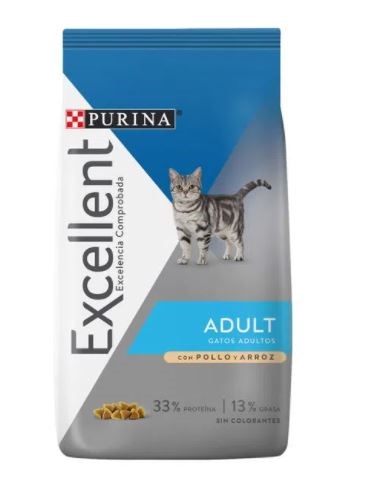 PURINA
Excellent
Excelencia Comprobada
ADULT
GATOS ADULTOS
CON POLLO Y ARROZ
33% PROTEÍNA | 13% GRASA
SIN COLORANTES